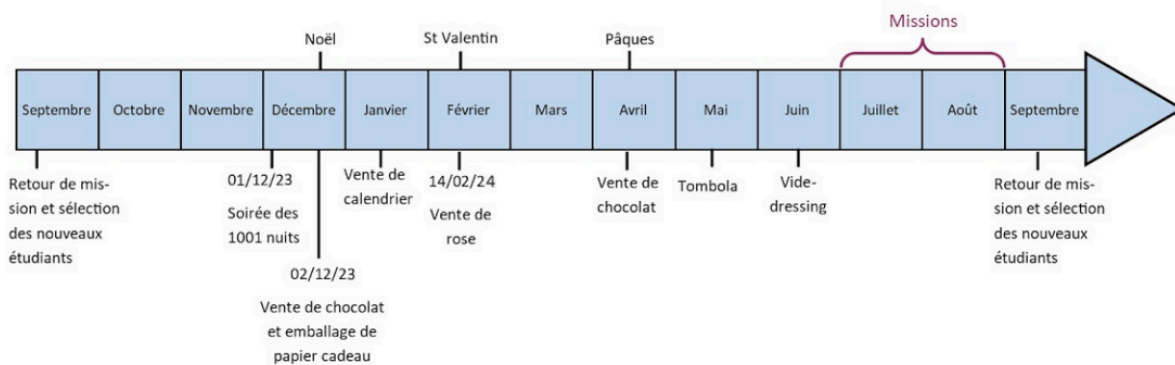 Missions
Noël
St Valentin
Pâques
Septembre
Octobre
Novembre
Décembre
Janvier
Février
Mars
Avril
Mai
Juin
Juillet
Août
Septembre
Retour de mis-
sion et sélection
des nouveaux
étudiants
01/12/23
Soirée des
1001 nuits
02/12/23
Vente de chocolat
et emballage de
papier cadeau
Vente de
calendrier
14/02/24
Vente de
rose
Vente de
chocolat
Tombola
Vide-
dressing
Retour de mis-
sion et sélection
des nouveaux
étudiants